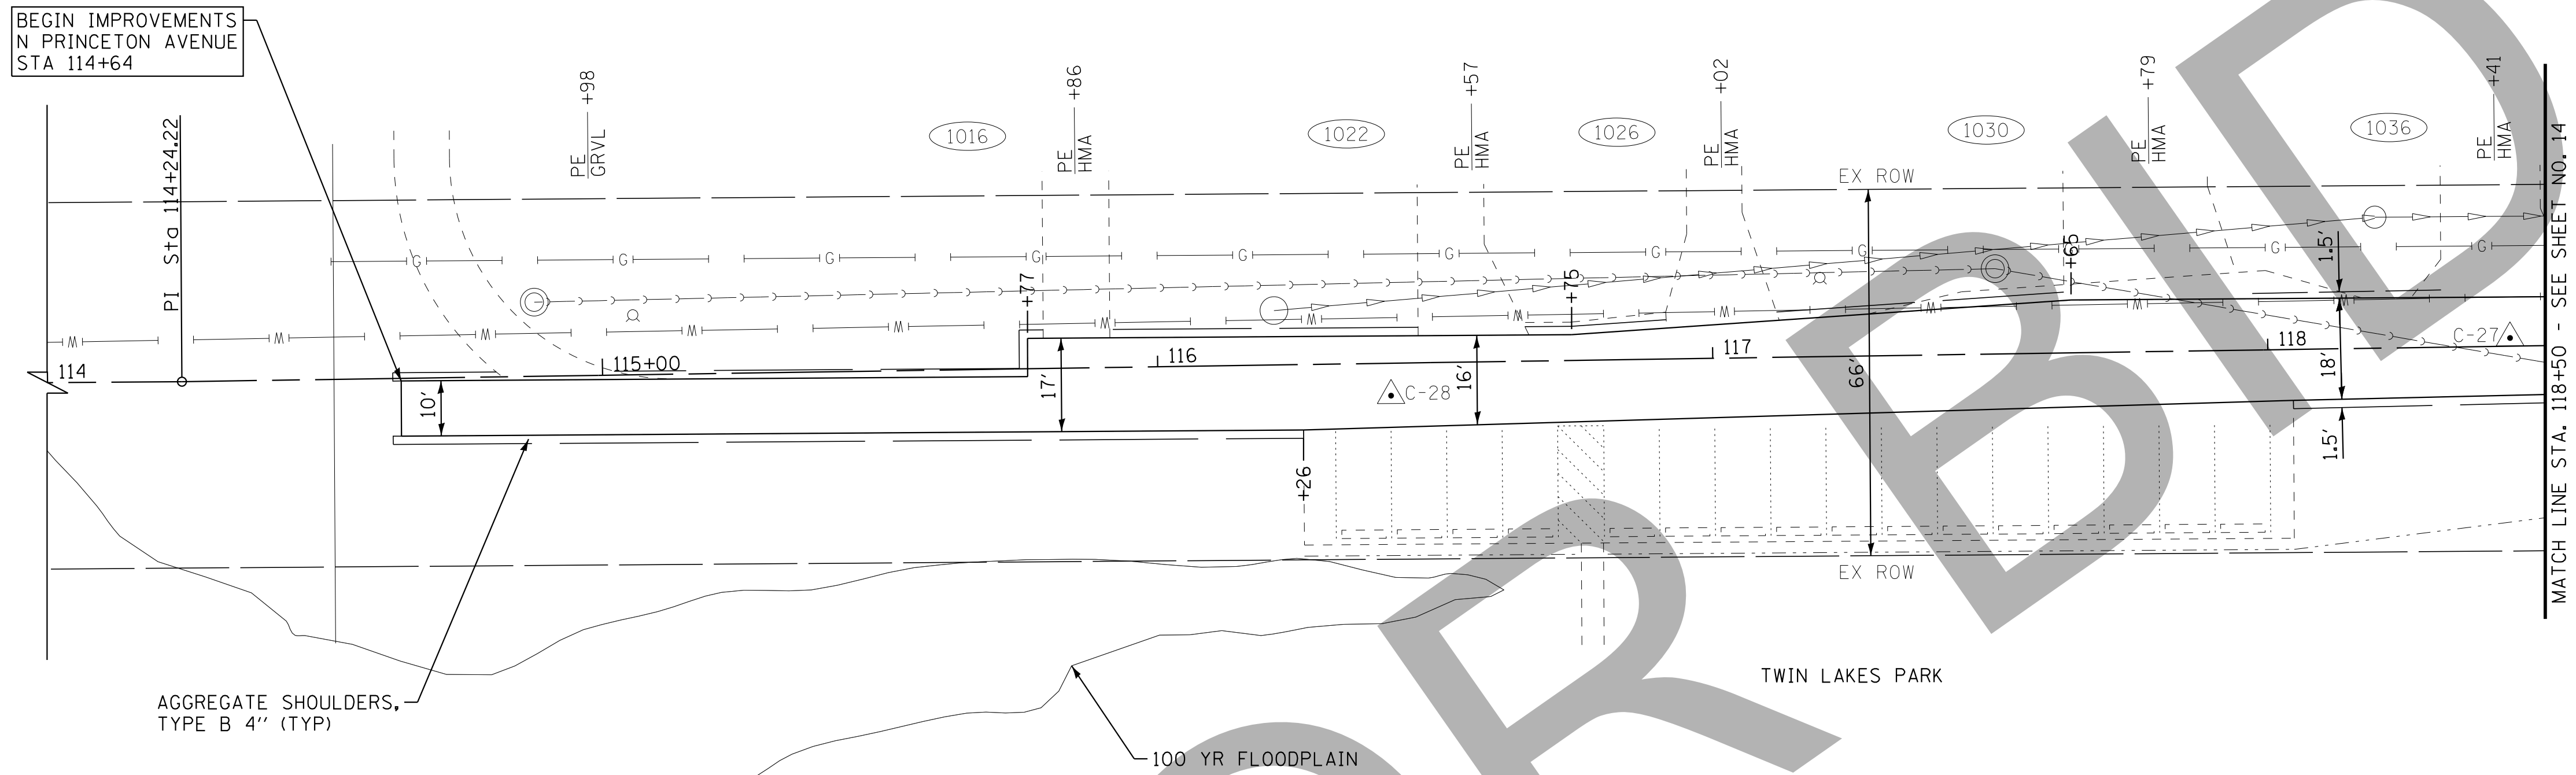 BEGIN IMPROVEMENTS
N PRINCETON AVENUE
STA 114+64
PI Sta 114+24.22
PE +98
GRVL
1016
PE +86
HMA
1022
PE +57
HMA
1026
PE +02
HMA
1030
PE +79
HMA
1036
PE +41
HMA
EX ROW
G G G G G G G G G G G
+77
+75
+65
1.5'
W W W W W W W W W W W W
114
115+00
116
117
118
C-27
C-28
10'
17'
16'
66'
18'
1.5'
+26
EX ROW
MATCH LINE STA. 118+50 - SEE SHEET NO. 14
AGGREGATE SHOULDERS,
TYPE B 4" (TYP)
100 YR FLOODPLAIN
TWIN LAKES PARK
OR BID